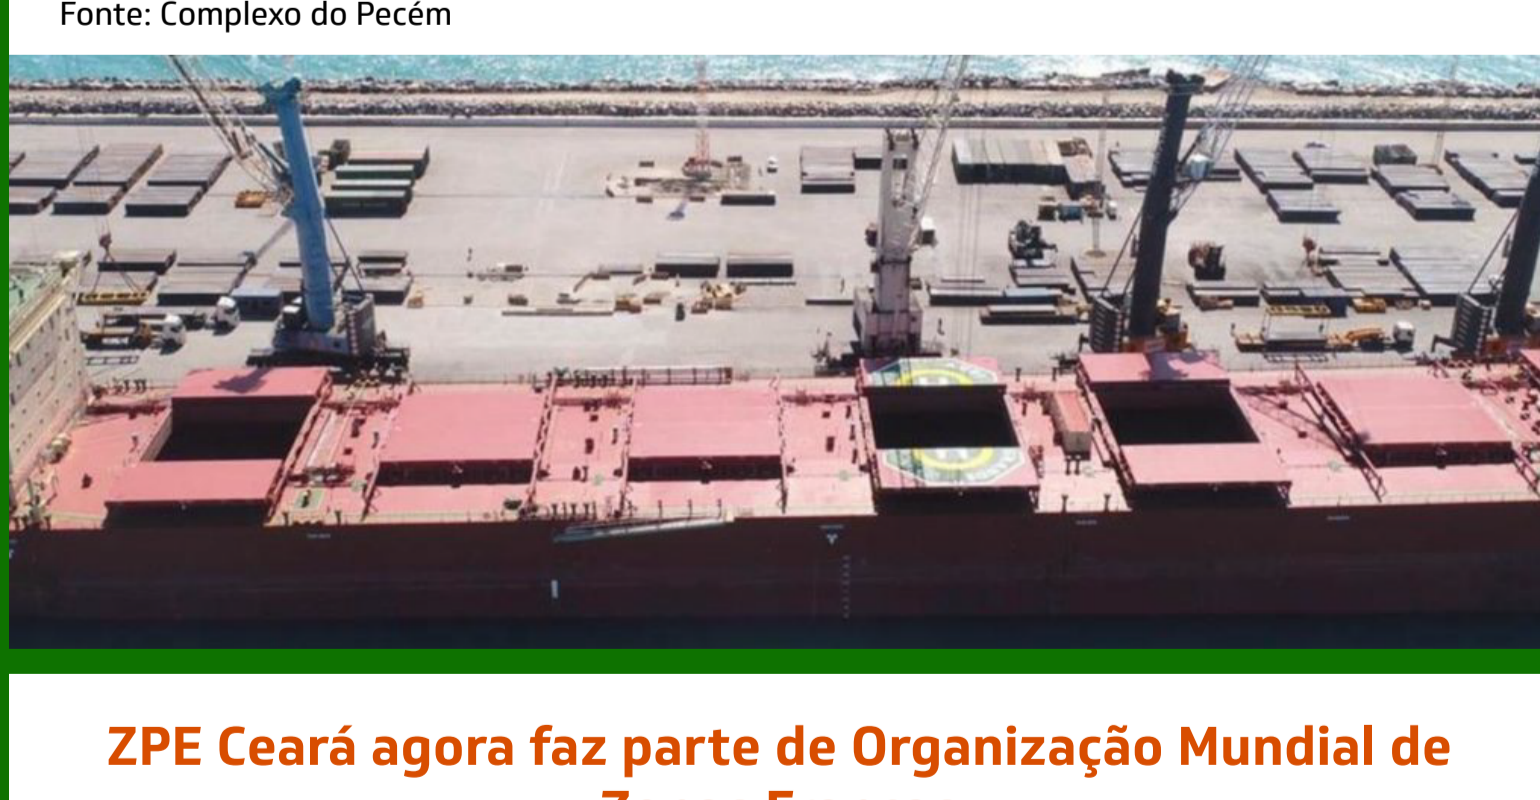 Fonte: Complexo do Pecém
ZPE Ceará agora faz parte de Organização Mundial de